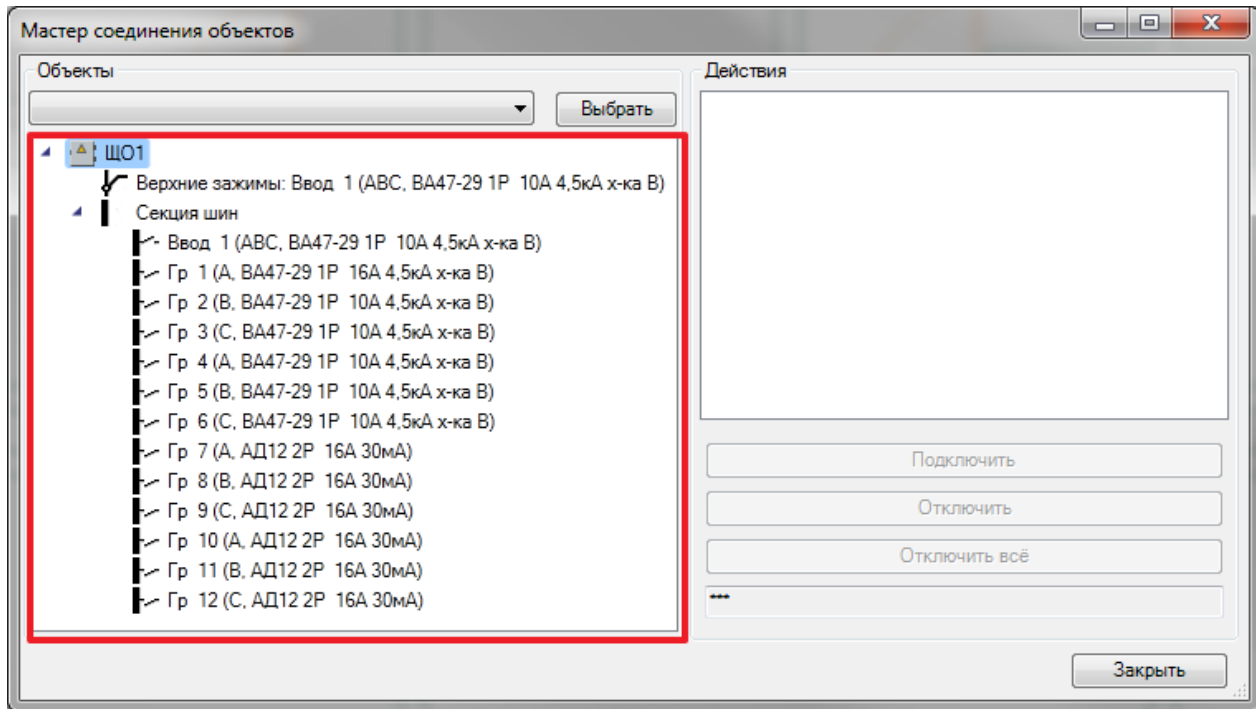 Мастер соединения объектов
Объекты
Действия
Выбрать
ЩО1
Верхние зажимы: Ввод 1 (АВС, ВА47-29 1Р 10А 4,5кА х-ка В)
Секция шин
Ввод 1 (АВС, ВА47-29 1Р 10А 4,5кА х-ка В)
Гр 1 (А, ВА47-29 1Р 16А 4,5кА х-ка В)
Гр 2 (В, ВА47-29 1Р 10А 4,5кА х-ка В)
Гр 3 (С, ВА47-29 1Р 10А 4,5кА х-ка В)
Гр 4 (А, ВА47-29 1Р 10А 4,5кА х-ка В)
Гр 5 (В, ВА47-29 1Р 10А 4,5кА х-ка В)
Гр 6 (С, ВА47-29 1Р 10А 4,5кА х-ка В)
Гр 7 (А, АД12 2Р 16А 30мА)
Гр 8 (В, АД12 2Р 16А 30мА)
Гр 9 (С, АД12 2Р 16А 30мА)
Гр 10 (А, АД12 2Р 16А 30мА)
Гр 11 (В, АД12 2Р 16А 30мА)
Гр 12 (С, АД12 2Р 16А 30мА)
Подключить
Отключить
Отключить всё
***
Закрыть